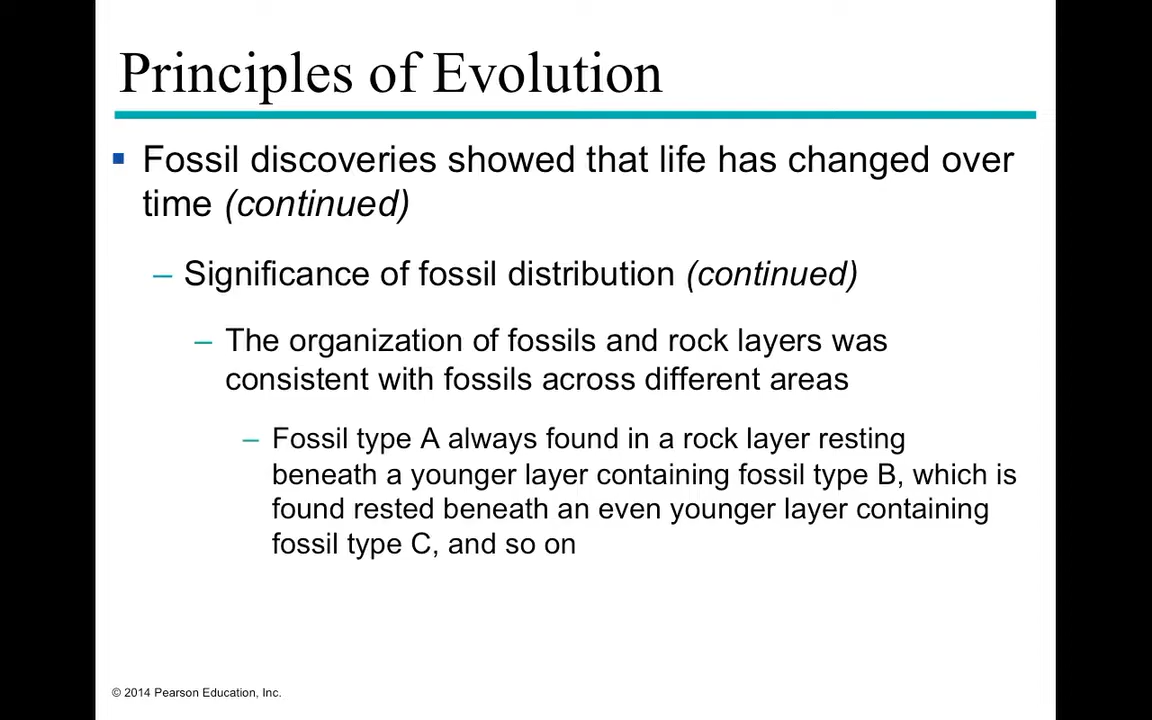 Principles of Evolution
Fossil discoveries showed that life has changed over
time (continued)
– Significance of fossil distribution (continued)
– The organization of fossils and rock layers was
consistent with fossils across different areas
– Fossil type A always found in a rock layer resting
beneath a younger layer containing fossil type B, which is
found rested beneath an even younger layer containing
fossil type C, and so on
© 2014 Pearson Education, Inc.